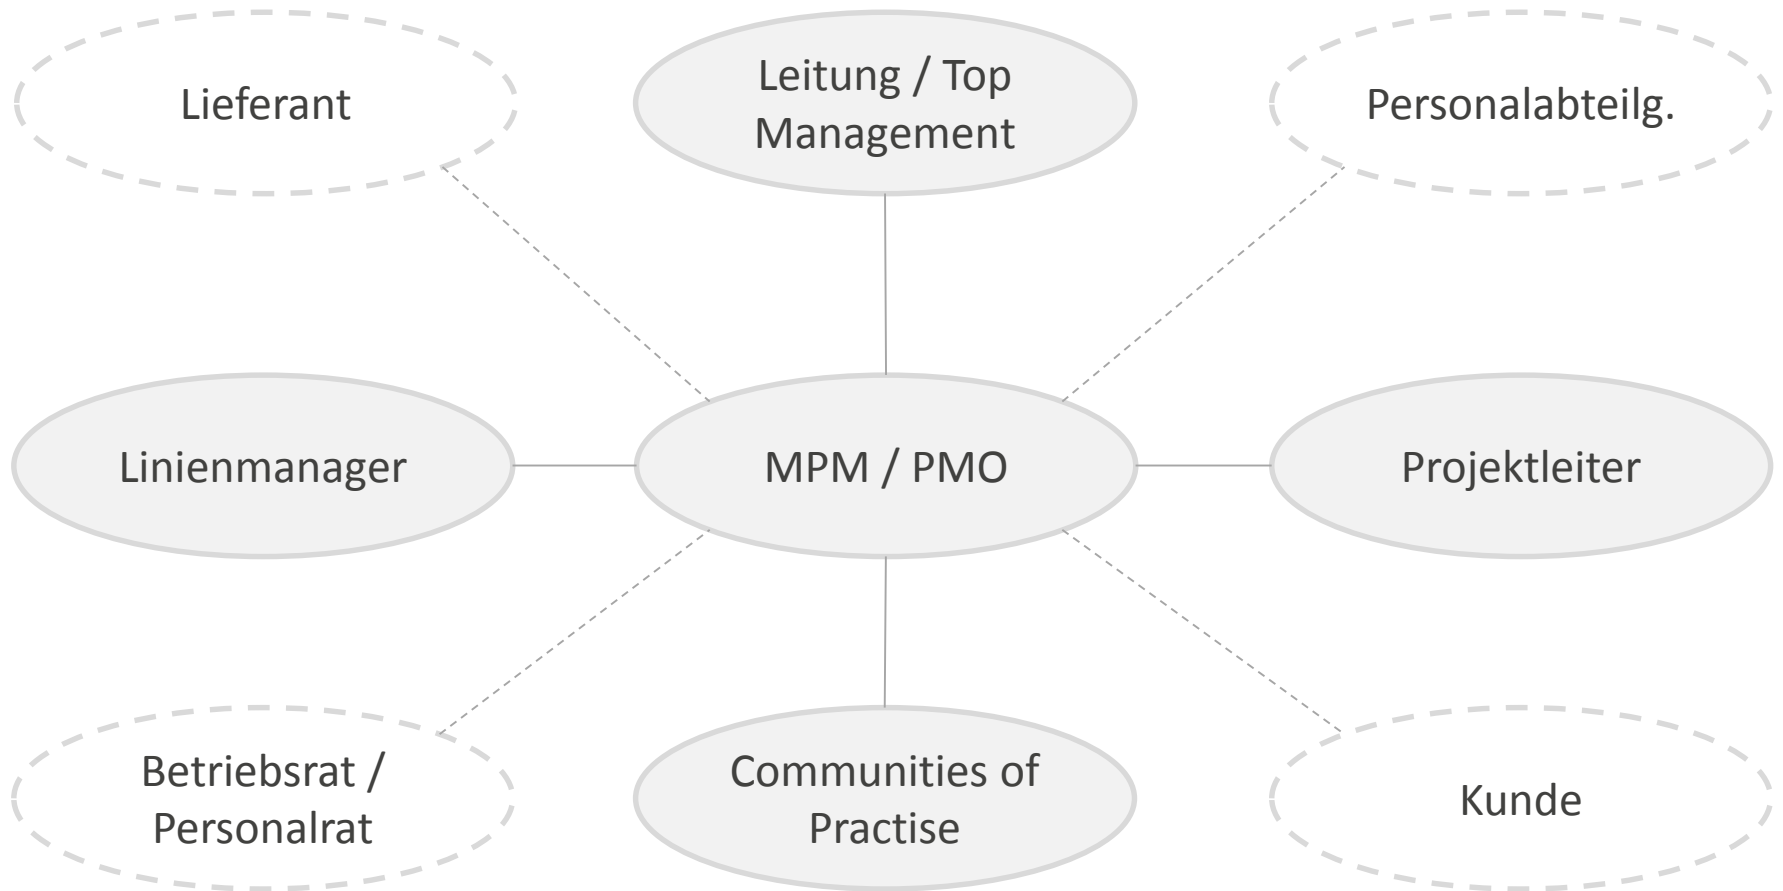 Lieferant
Leitung / Top
Management
Personalabteilg.
Linienmanager
MPM / PMO
Projektleiter
Betriebsrat /
Personalrat
Communities of
Practise
Kunde